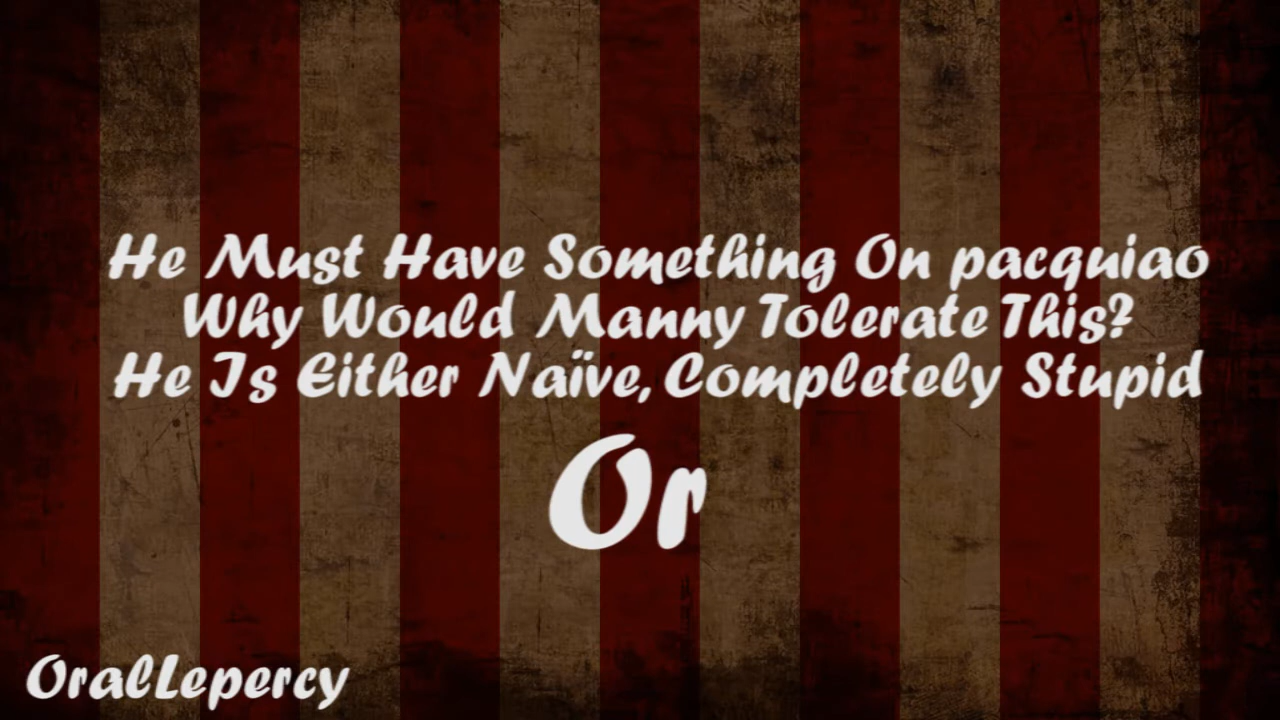 He Must Have Something On pacquiao
Why Would Manny Tolerate This?
He Is Either Naïve, Completely Stupid
Or
OralLepercy